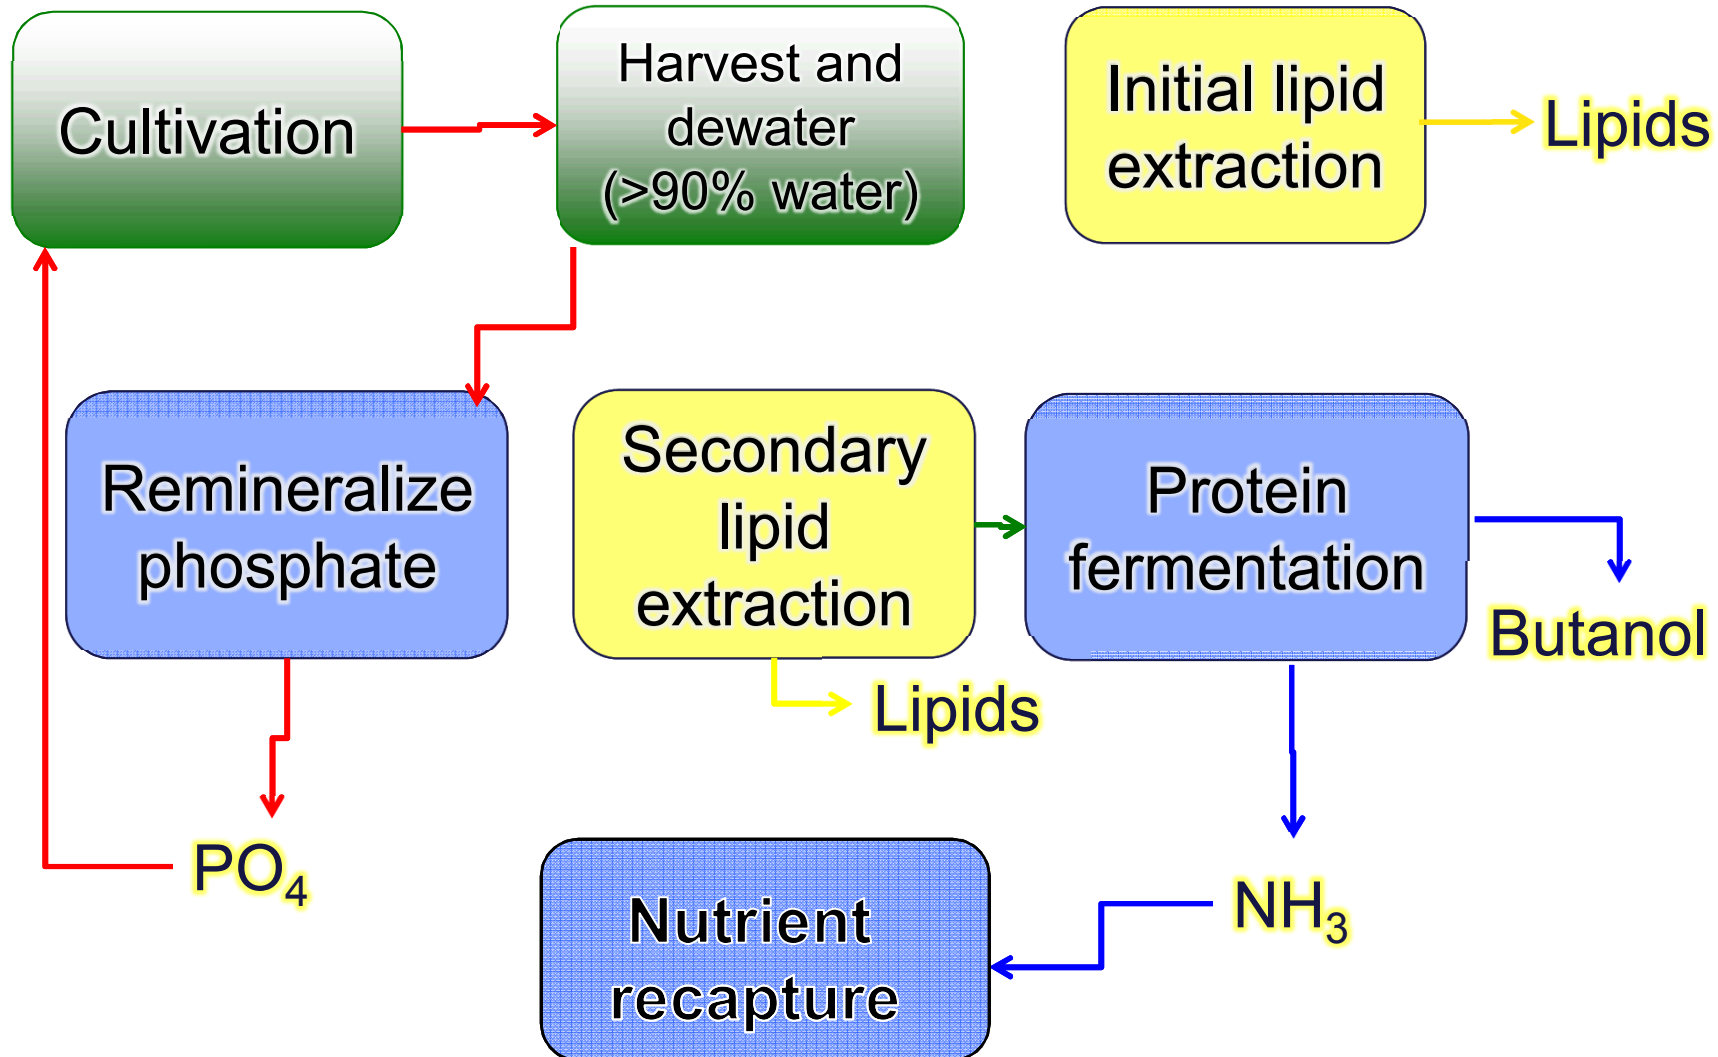 Cultivation
Harvest and
dewater
(>90% water)
Initial lipid
extraction
Lipids
Remineralize
phosphate
Secondary
lipid
extraction
Protein
fermentation
Butanol
Lipids
PO₄
NH₃
Nutrient
recapture